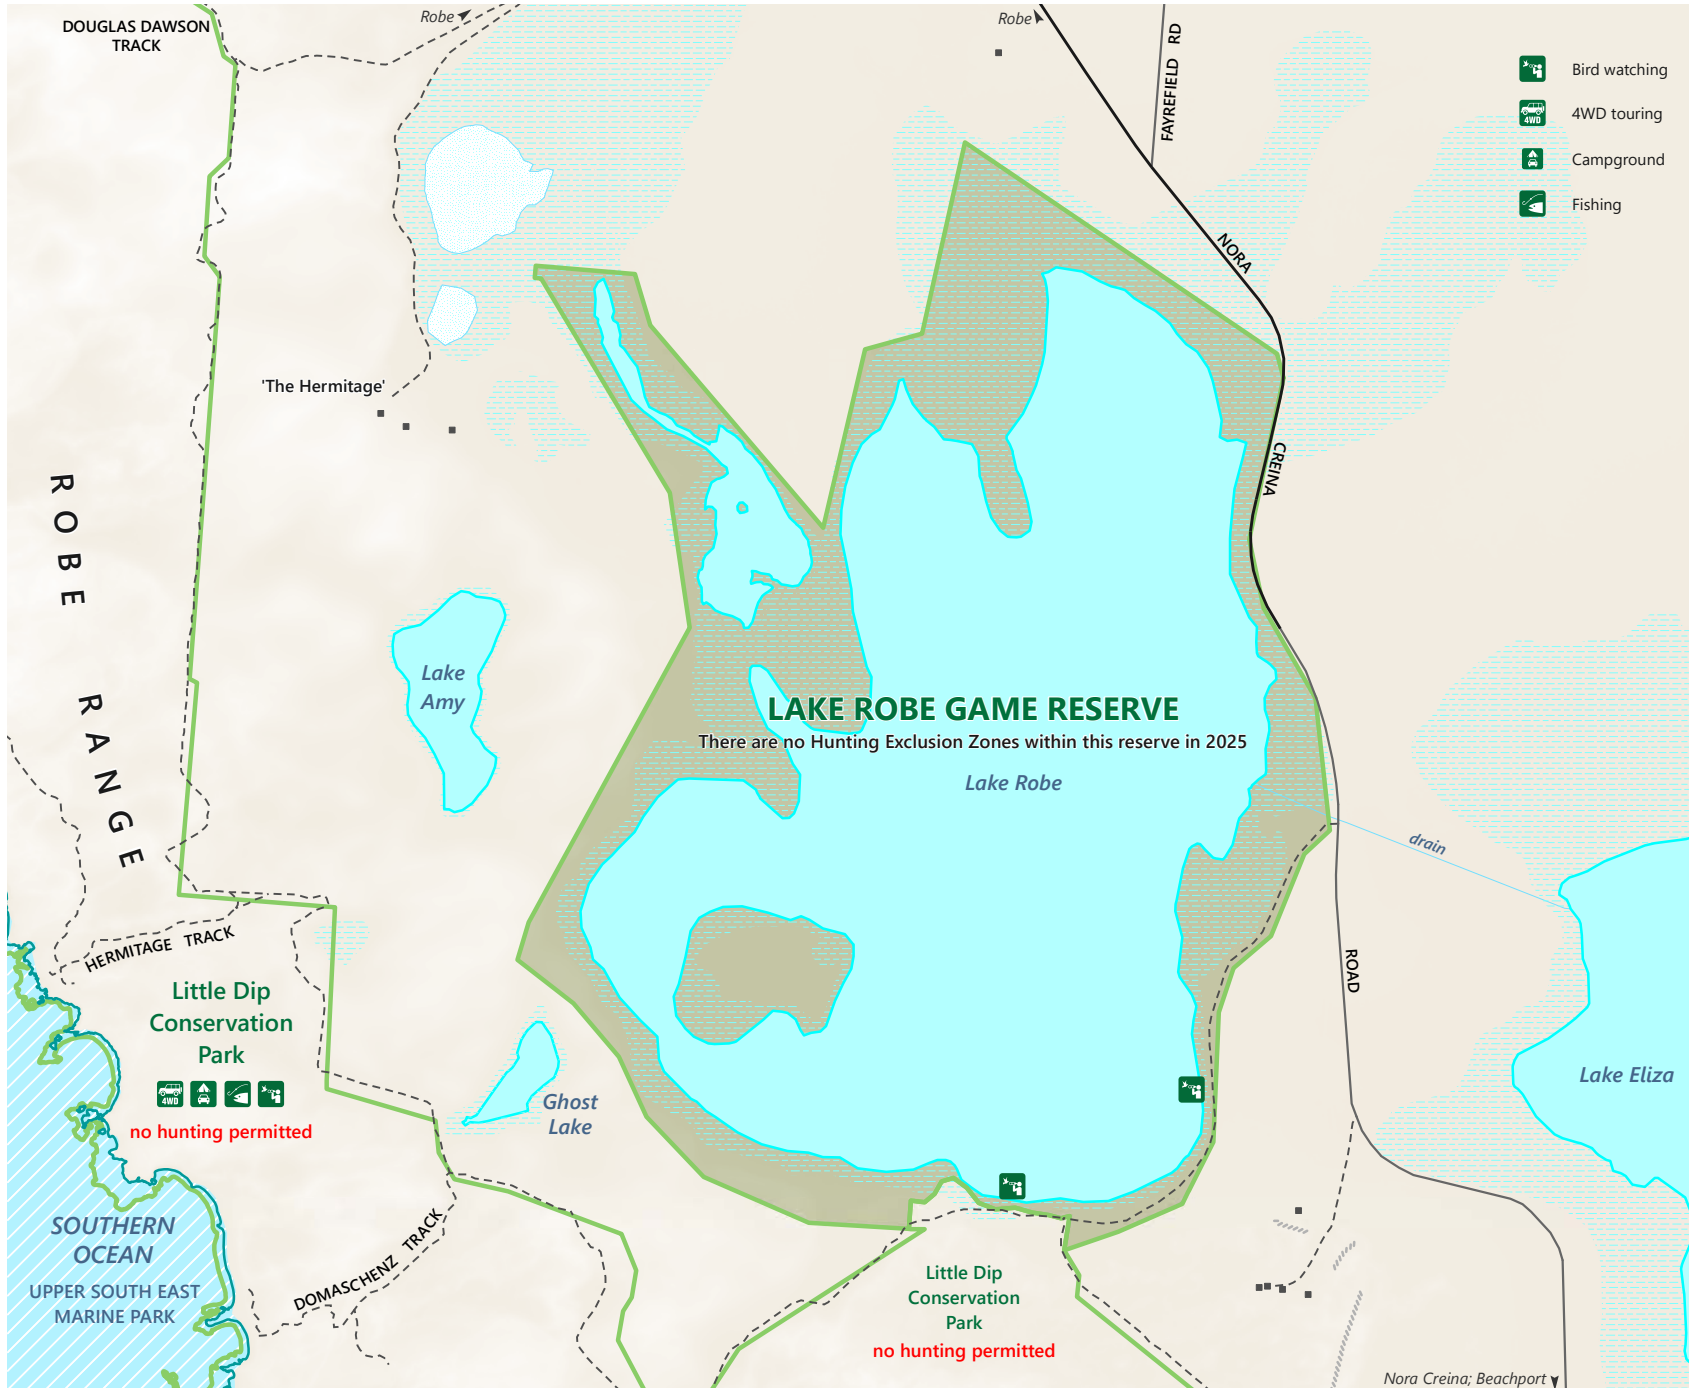 DOUGLAS DAWSON
TRACK
Robe
Robe
FAYREFIELD RD
Bird watching
4WD touring
4WD
Campground
Fishing
NORA
CREINA
ROAD
'The Hermitage'
ROBE
RANGE
Lake
Amy
LAKE ROBE GAME RESERVE
There are no Hunting Exclusion Zones within this reserve in 2025
Lake Robe
drain
HERMITAGE TRACK
Little Dip
Conservation
Park
4WD
no hunting permitted
Ghost
Lake
Lake Eliza
SOUTHERN
OCEAN
UPPER SOUTH EAST
MARINE PARK
DOMASCHENZ TRACK
Little Dip
Conservation
Park
no hunting permitted
Nora Creina; Beachport